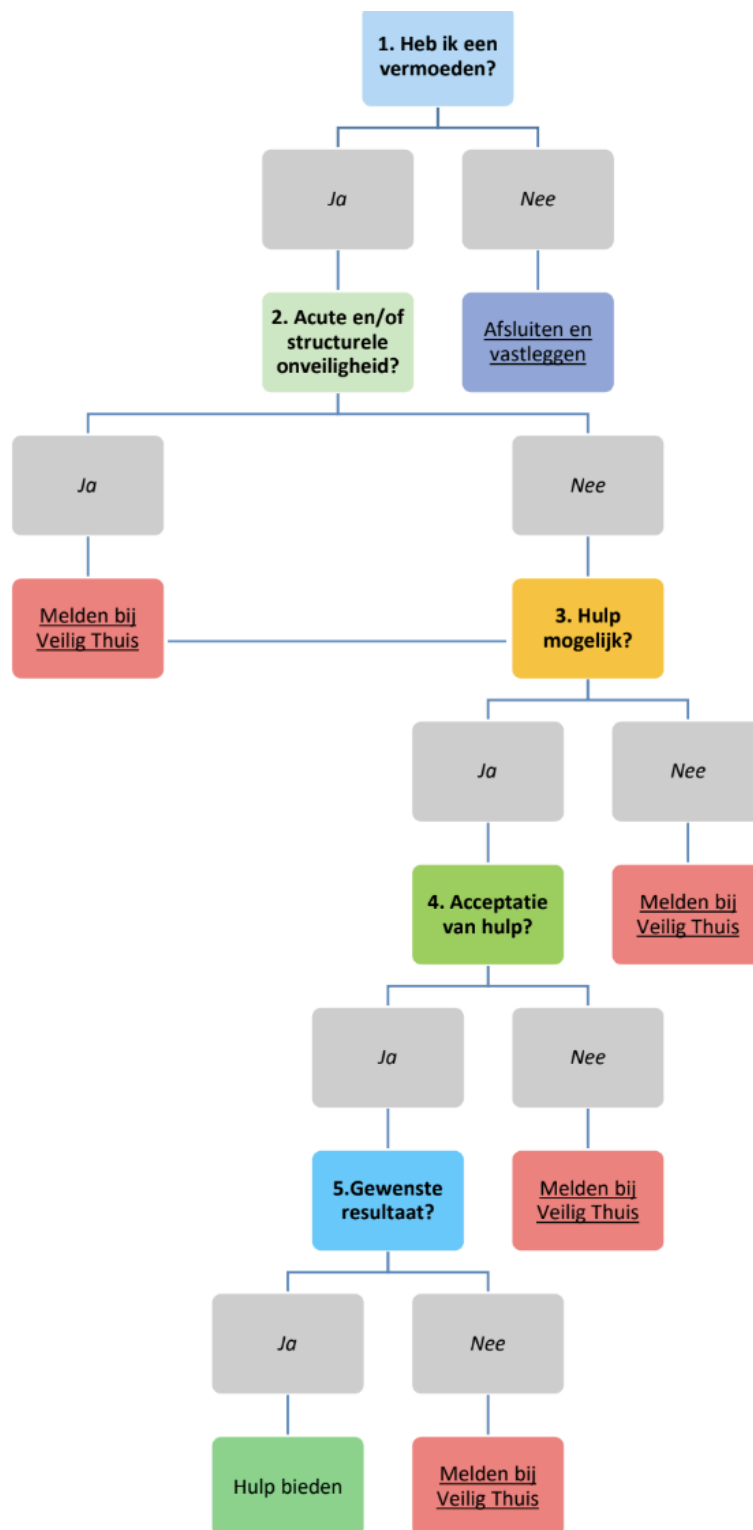 1. Heb ik een
vermoeden?
Ja
Nee
2. Acute en/of
structurele
onveiligheid?
Afsluiten en
vastleggen
Ja
Nee
Melden bij
Veilig Thuis
3. Hulp
mogelijk?
Ja
Nee
4. Acceptatie
van hulp?
Melden bij
Veilig Thuis
Ja
Nee
5.Gewenste
resultaat?
Melden bij
Veilig Thuis
Ja
Nee
Hulp bieden
Melden bij
Veilig Thuis